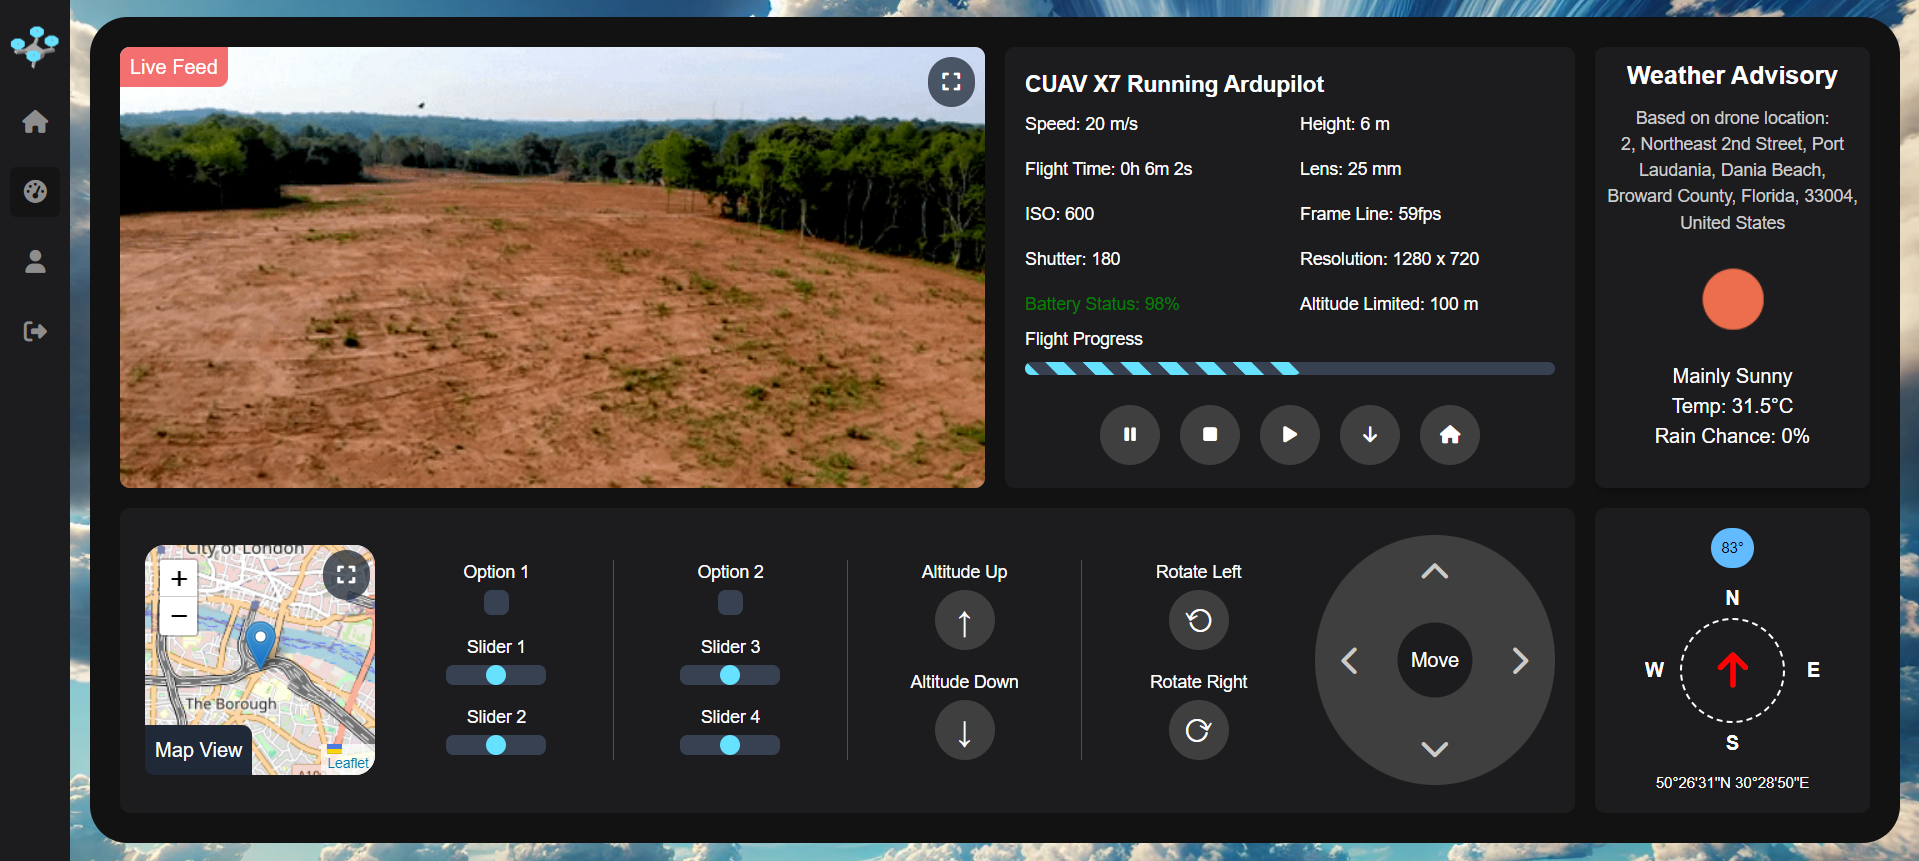 Live Feed
CUAV X7 Running Ardupilot
Speed: 20 m/s
Height: 6 m
Flight Time: 0h 6m 2s
Lens: 25 mm
ISO: 600
Frame Line: 59fps
Shutter: 180
Resolution: 1280 x 720
Battery Status: 98%
Altitude Limited: 100 m
Flight Progress
Weather Advisory
Based on drone location:
2, Northeast 2nd Street, Port
Laudania, Dania Beach,
Broward County, Florida, 33004,
United States
Mainly Sunny
Temp: 31.5°C
Rain Chance: 0%
City of London
+
−
The Borough
Map View
Leaflet
Option 1
Slider 1
Slider 2
Option 2
Slider 3
Slider 4
Altitude Up
Altitude Down
Rotate Left
Rotate Right
Move
83°
N
W
E
S
50°26'31"N 30°28'50"E